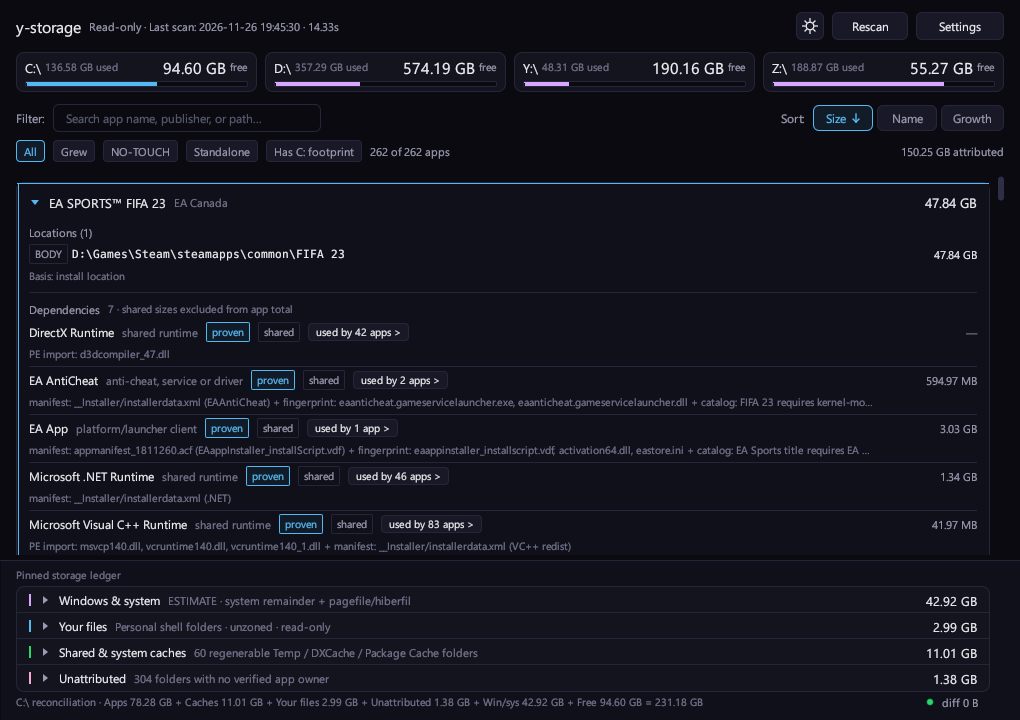 y-storage Read-only · Last scan: 2026-11-26 19:45:30 · 14.33s Rescan Settings
C:\ 136.58 GB used 94.60 GB free D:\ 357.29 GB used 574.19 GB free Y:\ 48.31 GB used 190.16 GB free Z:\ 188.87 GB used 55.27 GB free
Filter: Search app name, publisher, or path... Sort: Size ↓ Name Growth
All Grew NO-TOUCH Standalone Has C: footprint 262 of 262 apps 150.25 GB attributed
EA SPORTS™ FIFA 23 EA Canada 47.84 GB
Locations (1)
BODY D:\Games\Steam\steamapps\common\FIFA 23 47.84 GB
Basis: install location
Dependencies 7 · shared sizes excluded from app total
DirectX Runtime shared runtime proven shared used by 42 apps > —
PE import: d3dcompiler_47.dll
EA AntiCheat anti-cheat, service or driver proven shared used by 2 apps > 594.97 MB
manifest: __Installer/installerdata.xml (EAAntiCheat) + fingerprint: eaanticheat.gameservicelauncher.exe, eaanticheat.gameservicelauncher.dll + catalog: FIFA 23 requires kernel-mo...
EA App platform/launcher client proven shared used by 1 app > 3.03 GB
manifest: appmanifest_1811260.acf (EAappInstaller_installScript.vdf) + fingerprint: eaappinstaller_installscript.vdf, activation64.dll, eastore.ini + catalog: EA Sports title requires EA ...
Microsoft .NET Runtime shared runtime proven shared used by 46 apps > 1.34 GB
manifest: __Installer/installerdata.xml (.NET)
Microsoft Visual C++ Runtime shared runtime proven shared used by 83 apps > 41.97 MB
PE import: msvcp140.dll, vcruntime140.dll, vcruntime140_1.dll + manifest: __Installer/installerdata.xml (VC++ redist)
Pinned storage ledger
Windows & system ESTIMATE · system remainder + pagefile/hiberfil 42.92 GB
Your files Personal shell folders · unzoned · read-only 2.99 GB
Shared & system caches 60 regenerable Temp / DXCache / Package Cache folders 11.01 GB
Unattributed 304 folders with no verified app owner 1.38 GB
C:\ reconciliation · Apps 78.28 GB + Caches 11.01 GB + Your files 2.99 GB + Unattributed 1.38 GB + Win/sys 42.92 GB + Free 94.60 GB = 231.18 GB diff 0 B